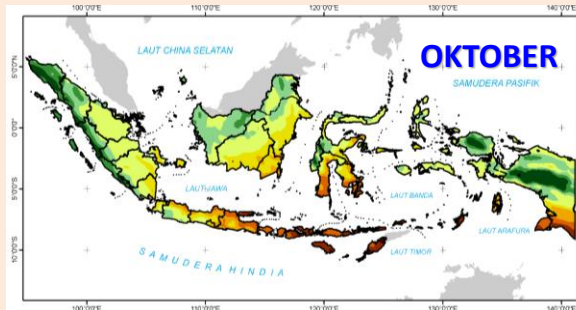 100°0'0"E 110°0'0"E 120°0'0"E 130°0'0"E 140°0'0"E
OKTOBER
LAUT CHINA SELATAN
SAMUDERA PASIFIK
5°0'0"N
0°0'0"
LAUT JAWA
LAUT BANDA
5°0'0"S
LAUT ARAFURA
LAUT TIMOR
10°0'0"S
SAMUDERA HINDIA
100°0'0"E 110°0'0"E 120°0'0"E 130°0'0"E 140°0'0"E